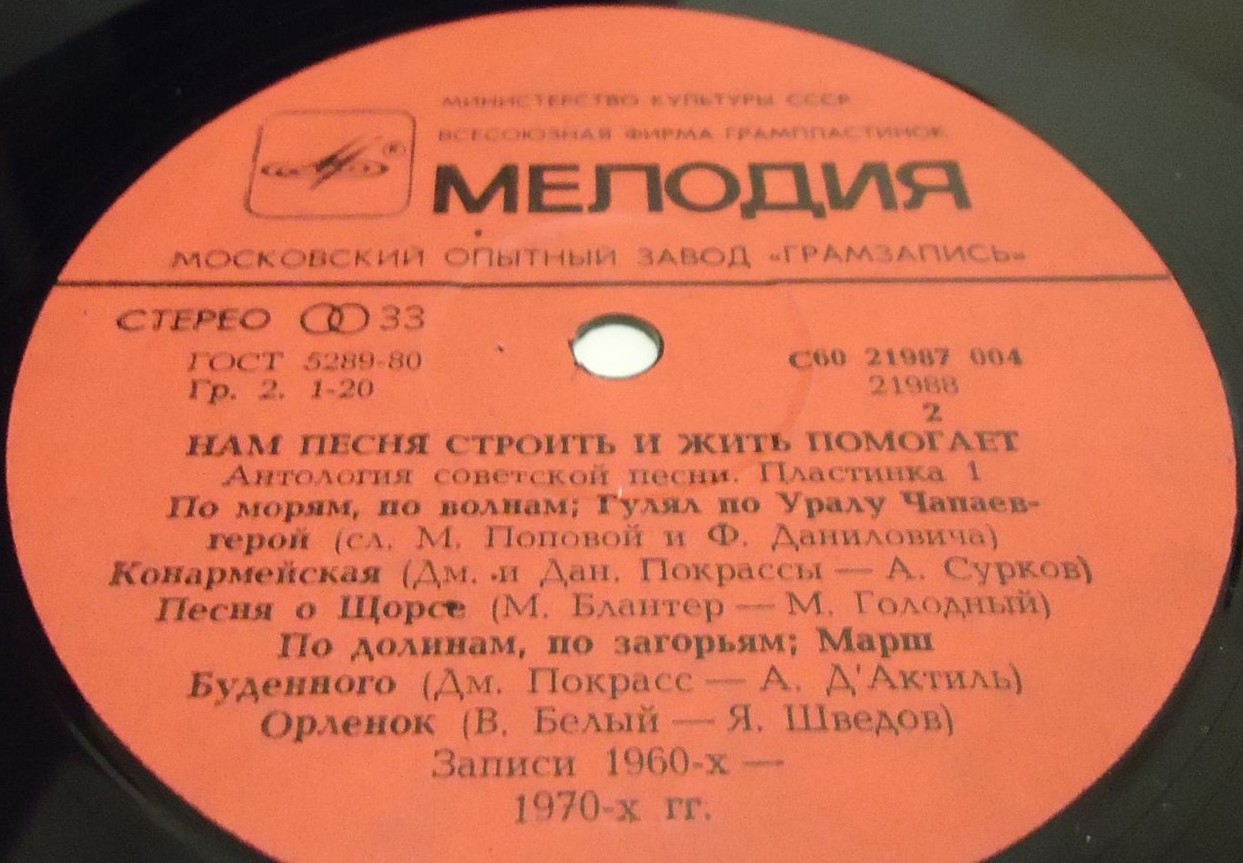 МИНИСТЕРСТВО КУЛЬТУРЫ СССР
ВСЕСОЮЗНАЯ ФИРМА ГРАМПЛАСТИНОК
®
МЕЛОДИЯ
МОСКОВСКИЙ ОПЫТНЫЙ ЗАВОД «ГРАМЗАПИСЬ»
СТЕРЕО 33
ГОСТ 5289-80
Гр. 2. 1-20
С60 21987 004
21988
2
НАМ ПЕСНЯ СТРОИТЬ И ЖИТЬ ПОМОГАЕТ
Антология советской песни. Пластинка 1
По морям, по волнам; Гулял по Уралу Чапаев-
герой (сл. М. Поповой и Ф. Даниловича)
Конармейская (Дм. и Дан. Покрассы — А. Сурков)
Песня о Щорсе (М. Блантер — М. Голодный)
По долинам, по загорьям; Марш
Буденного (Дм. Покрасс — А. Д'Актиль)
Орленок (В. Белый — Я. Шведов)
Записи 1960-х —
1970-х гг.